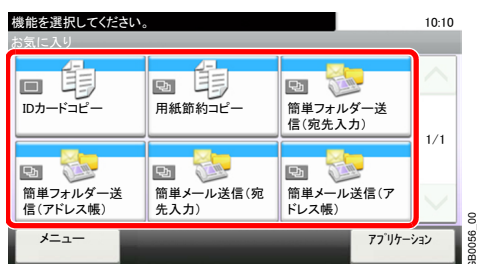 機能を選択してください。
10:10
お気に入り
IDカードコピー
用紙節約コピー
簡単フォルダー送
信(宛先入力)
1/1
簡単フォルダー送
信(アドレス帳)
簡単メール送信(宛
先入力)
簡単メール送信(ア
ドレス帳)
メニュー
アプリケーション